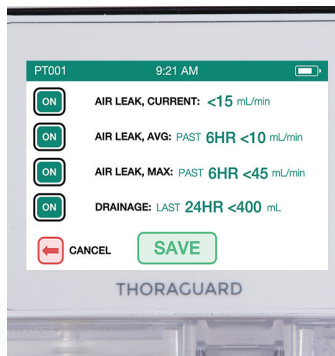 PT001 9:21 AM
ON AIR LEAK, CURRENT: <15 mL/min
ON AIR LEAK, AVG: PAST 6HR <10 mL/min
ON AIR LEAK, MAX: PAST 6HR <45 mL/min
ON DRAINAGE: LAST 24HR <400 mL
CANCEL SAVE
THORAGUARD